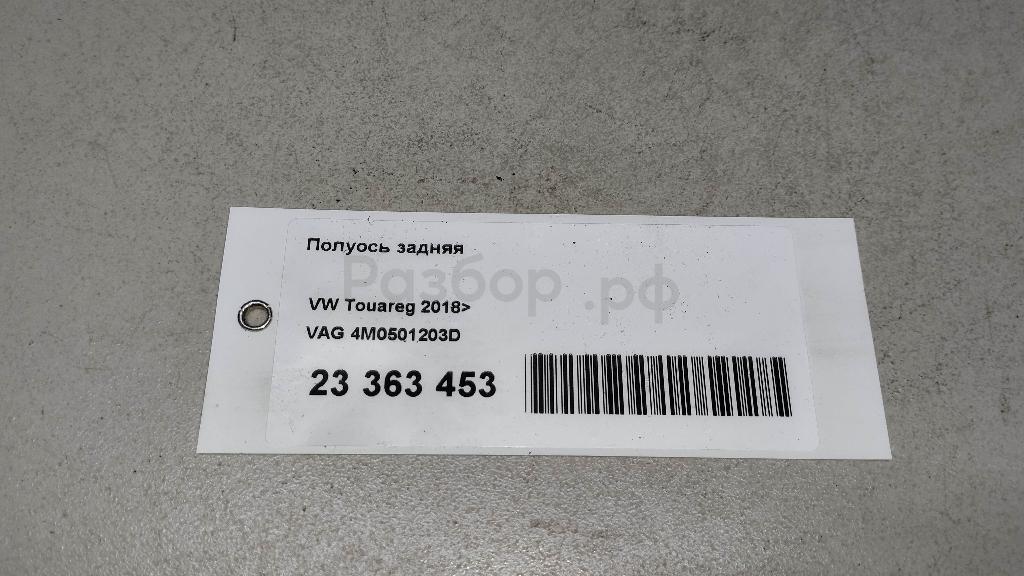 Полуось задняя
Разбор.рф
VW Touareg 2018>
VAG 4M0501203D
23 363 453